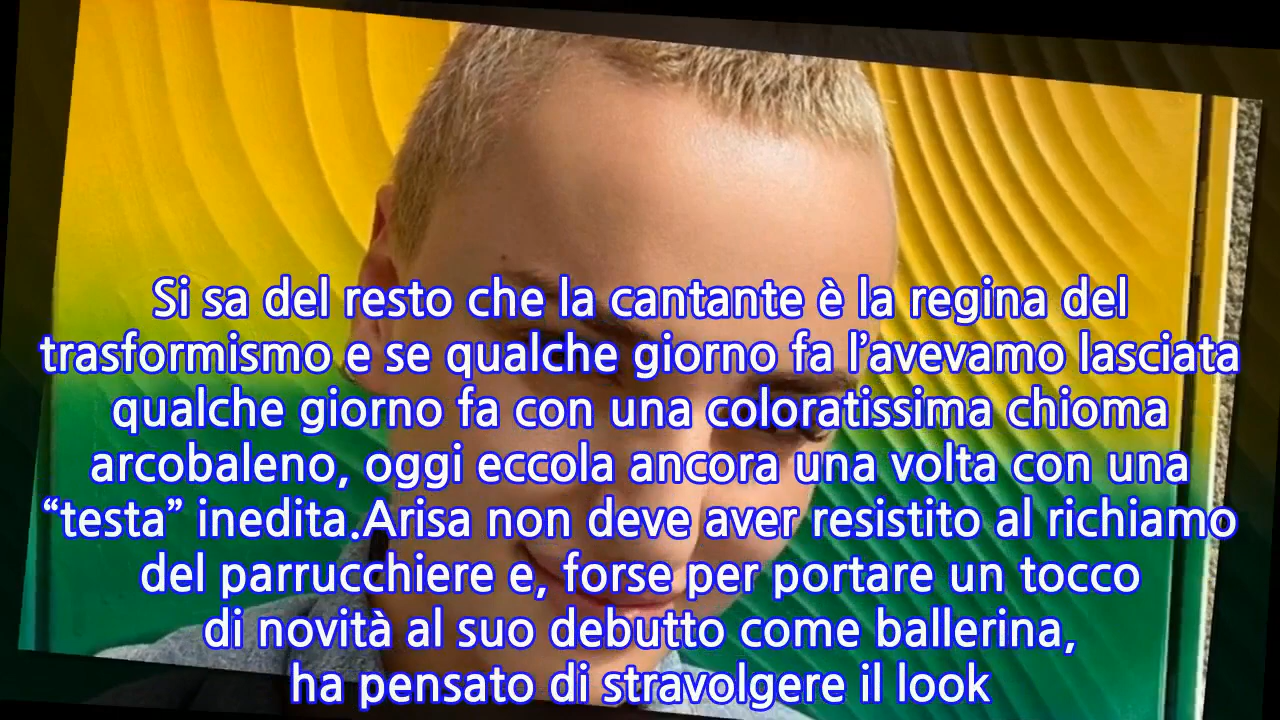 Si sa del resto che la cantante è la regina del
trasformismo e se qualche giorno fa l’avevamo lasciata
qualche giorno fa con una coloratissima chioma
arcobaleno, oggi eccola ancora una volta con una
“testa” inedita.Arisa non deve aver resistito al richiamo
del parrucchiere e, forse per portare un tocco
di novità al suo debutto come ballerina,
ha pensato di stravolgere il look